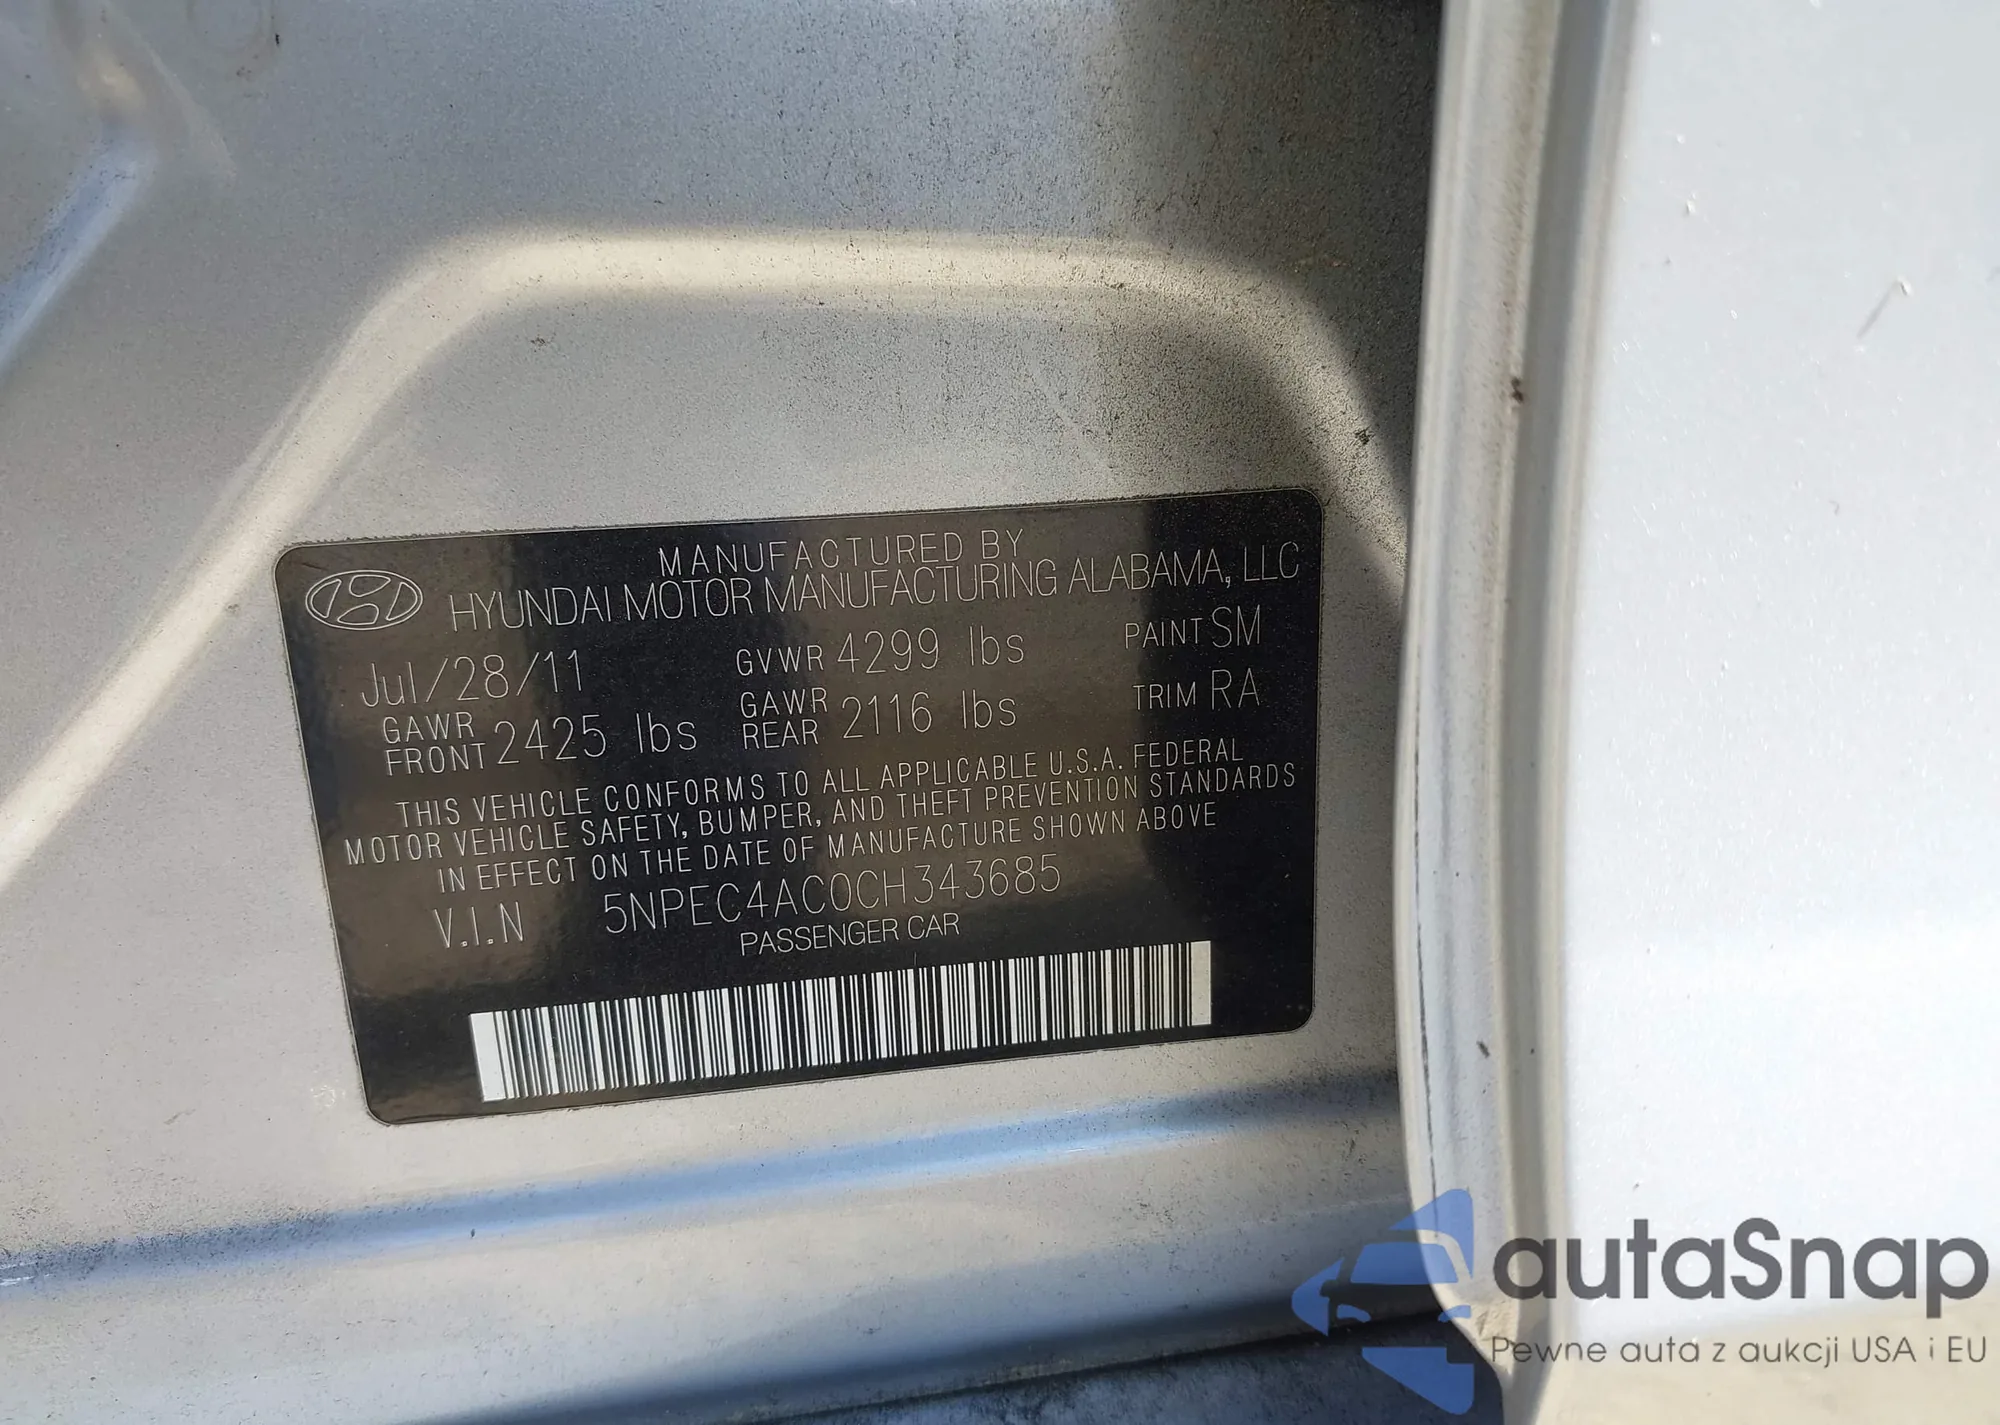 MANUFACTURED BY
HYUNDAI MOTOR MANUFACTURING ALABAMA, LLC
Jul/28/11 GVWR 4299 lbs PAINT SM
GAWR FRONT 2425 lbs GAWR REAR 2116 lbs TRIM RA
THIS VEHICLE CONFORMS TO ALL APPLICABLE U.S.A. FEDERAL
MOTOR VEHICLE SAFETY, BUMPER, AND THEFT PREVENTION STANDARDS
IN EFFECT ON THE DATE OF MANUFACTURE SHOWN ABOVE
V.I.N 5NPEC4AC0CH343685
PASSENGER CAR
autaSnap
Pewne auta z aukcji USA i EU